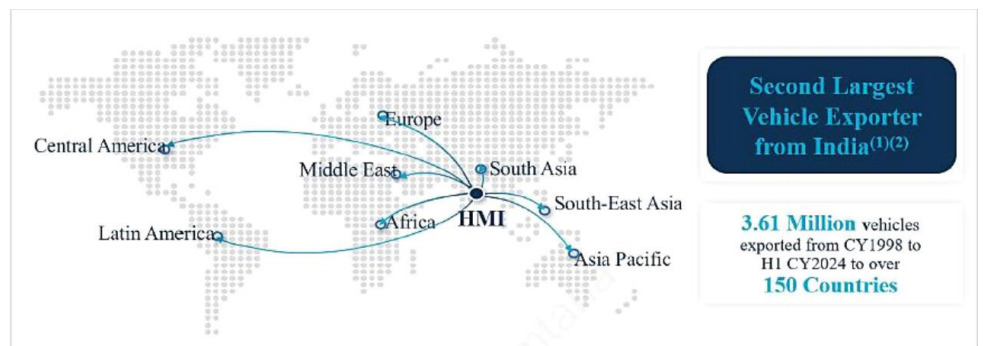 Europe
Central America
Middle East
South Asia
South-East Asia
HMI
Africa
Latin America
Asia Pacific
Second Largest
Vehicle Exporter
from India(1)(2)
3.61 Million vehicles
exported from CY1998 to
H1 CY2024 to over
150 Countries